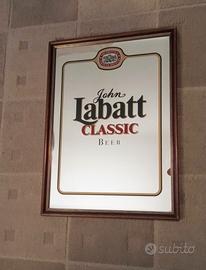 John
Labatt
CLASSIC
BEER
subito